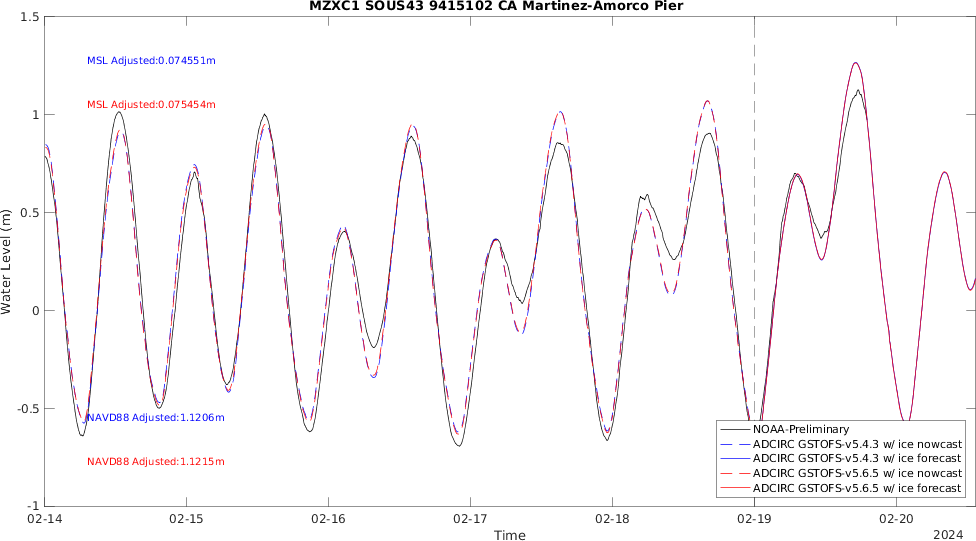 MZXC1 SOUS43 9415102 CA Martinez-Amorco Pier
1.5
1
0.5
0
-0.5
-1
Water Level (m)
MSL Adjusted:0.074551m
MSL Adjusted:0.075454m
NAVD88 Adjusted:1.1206m
NAVD88 Adjusted:1.1215m
NOAA-Preliminary
ADCIRC GSTOFS-v5.4.3 w/ ice nowcast
ADCIRC GSTOFS-v5.4.3 w/ ice forecast
ADCIRC GSTOFS-v5.6.5 w/ ice nowcast
ADCIRC GSTOFS-v5.6.5 w/ ice forecast
02-14
02-15
02-16
02-17
02-18
02-19
02-20
Time
2024